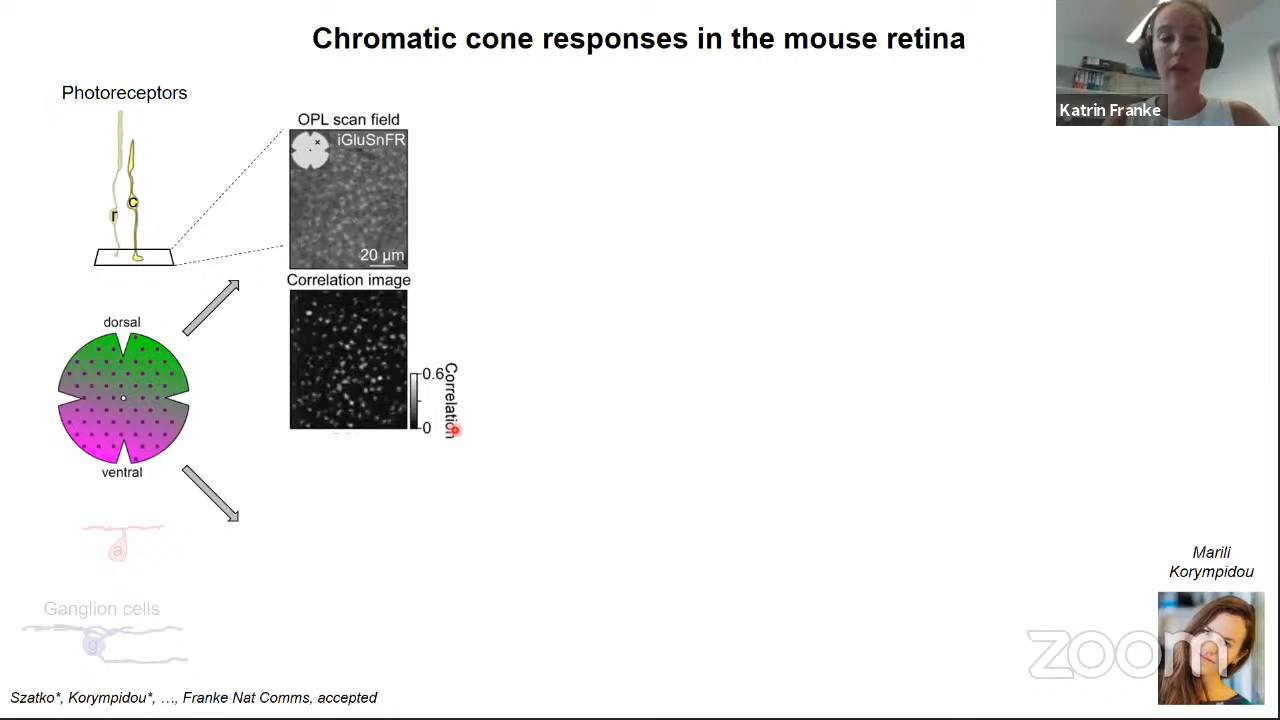 Chromatic cone responses in the mouse retina
Katrin Franke
Photoreceptors
r
c
OPL scan field
iGluSnFR
20 µm
Correlation image
0.6
0
Correlation
dorsal
ventral
a
Ganglion cells
g
Marili
Korympidou
zoom
Szatko*, Korympidou*, …, Franke Nat Comms, accepted